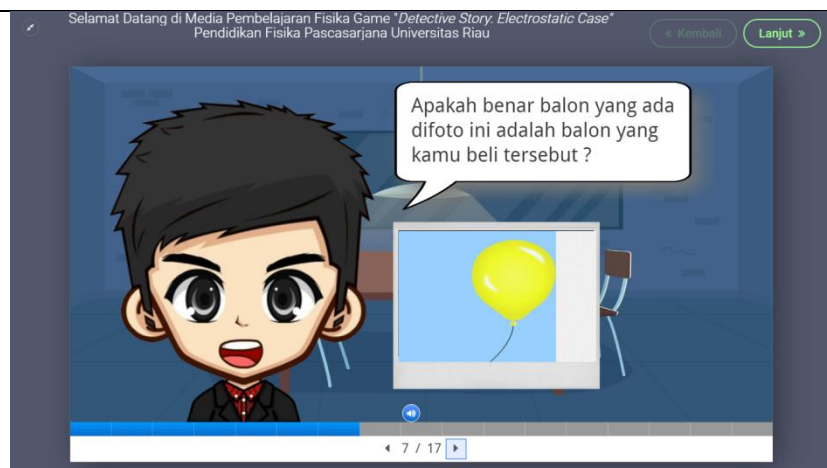 Selamat Datang di Media Pembelajaran Fisika Game "Detective Story: Electrostatic Case"
Pendidikan Fisika Pascasarjana Universitas Riau
« Kembali
Lanjut »
Apakah benar balon yang ada
difoto ini adalah balon yang
kamu beli tersebut ?
7 / 17